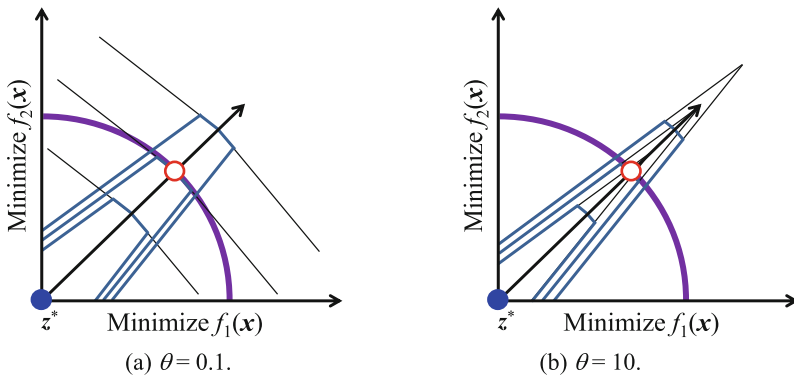 Minimize f₂(x)
z*
Minimize f₁(x)
(a) θ = 0.1.
Minimize f₂(x)
z*
Minimize f₁(x)
(b) θ = 10.